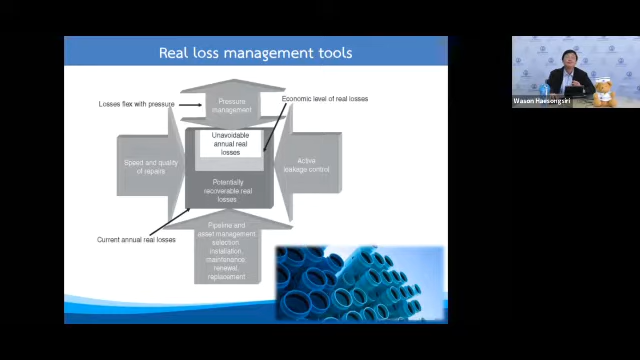 Real loss management tools
Losses flex with pressure
Pressure
management
Economic level of real losses
Unavoidable
annual real
losses
Speed and quality
of repairs
Active
leakage control
Potentially
recoverable real
losses
Current annual real losses
Pipeline and
asset management,
selection,
installation,
maintenance,
renewal,
replacement
Wason Haesongsiri